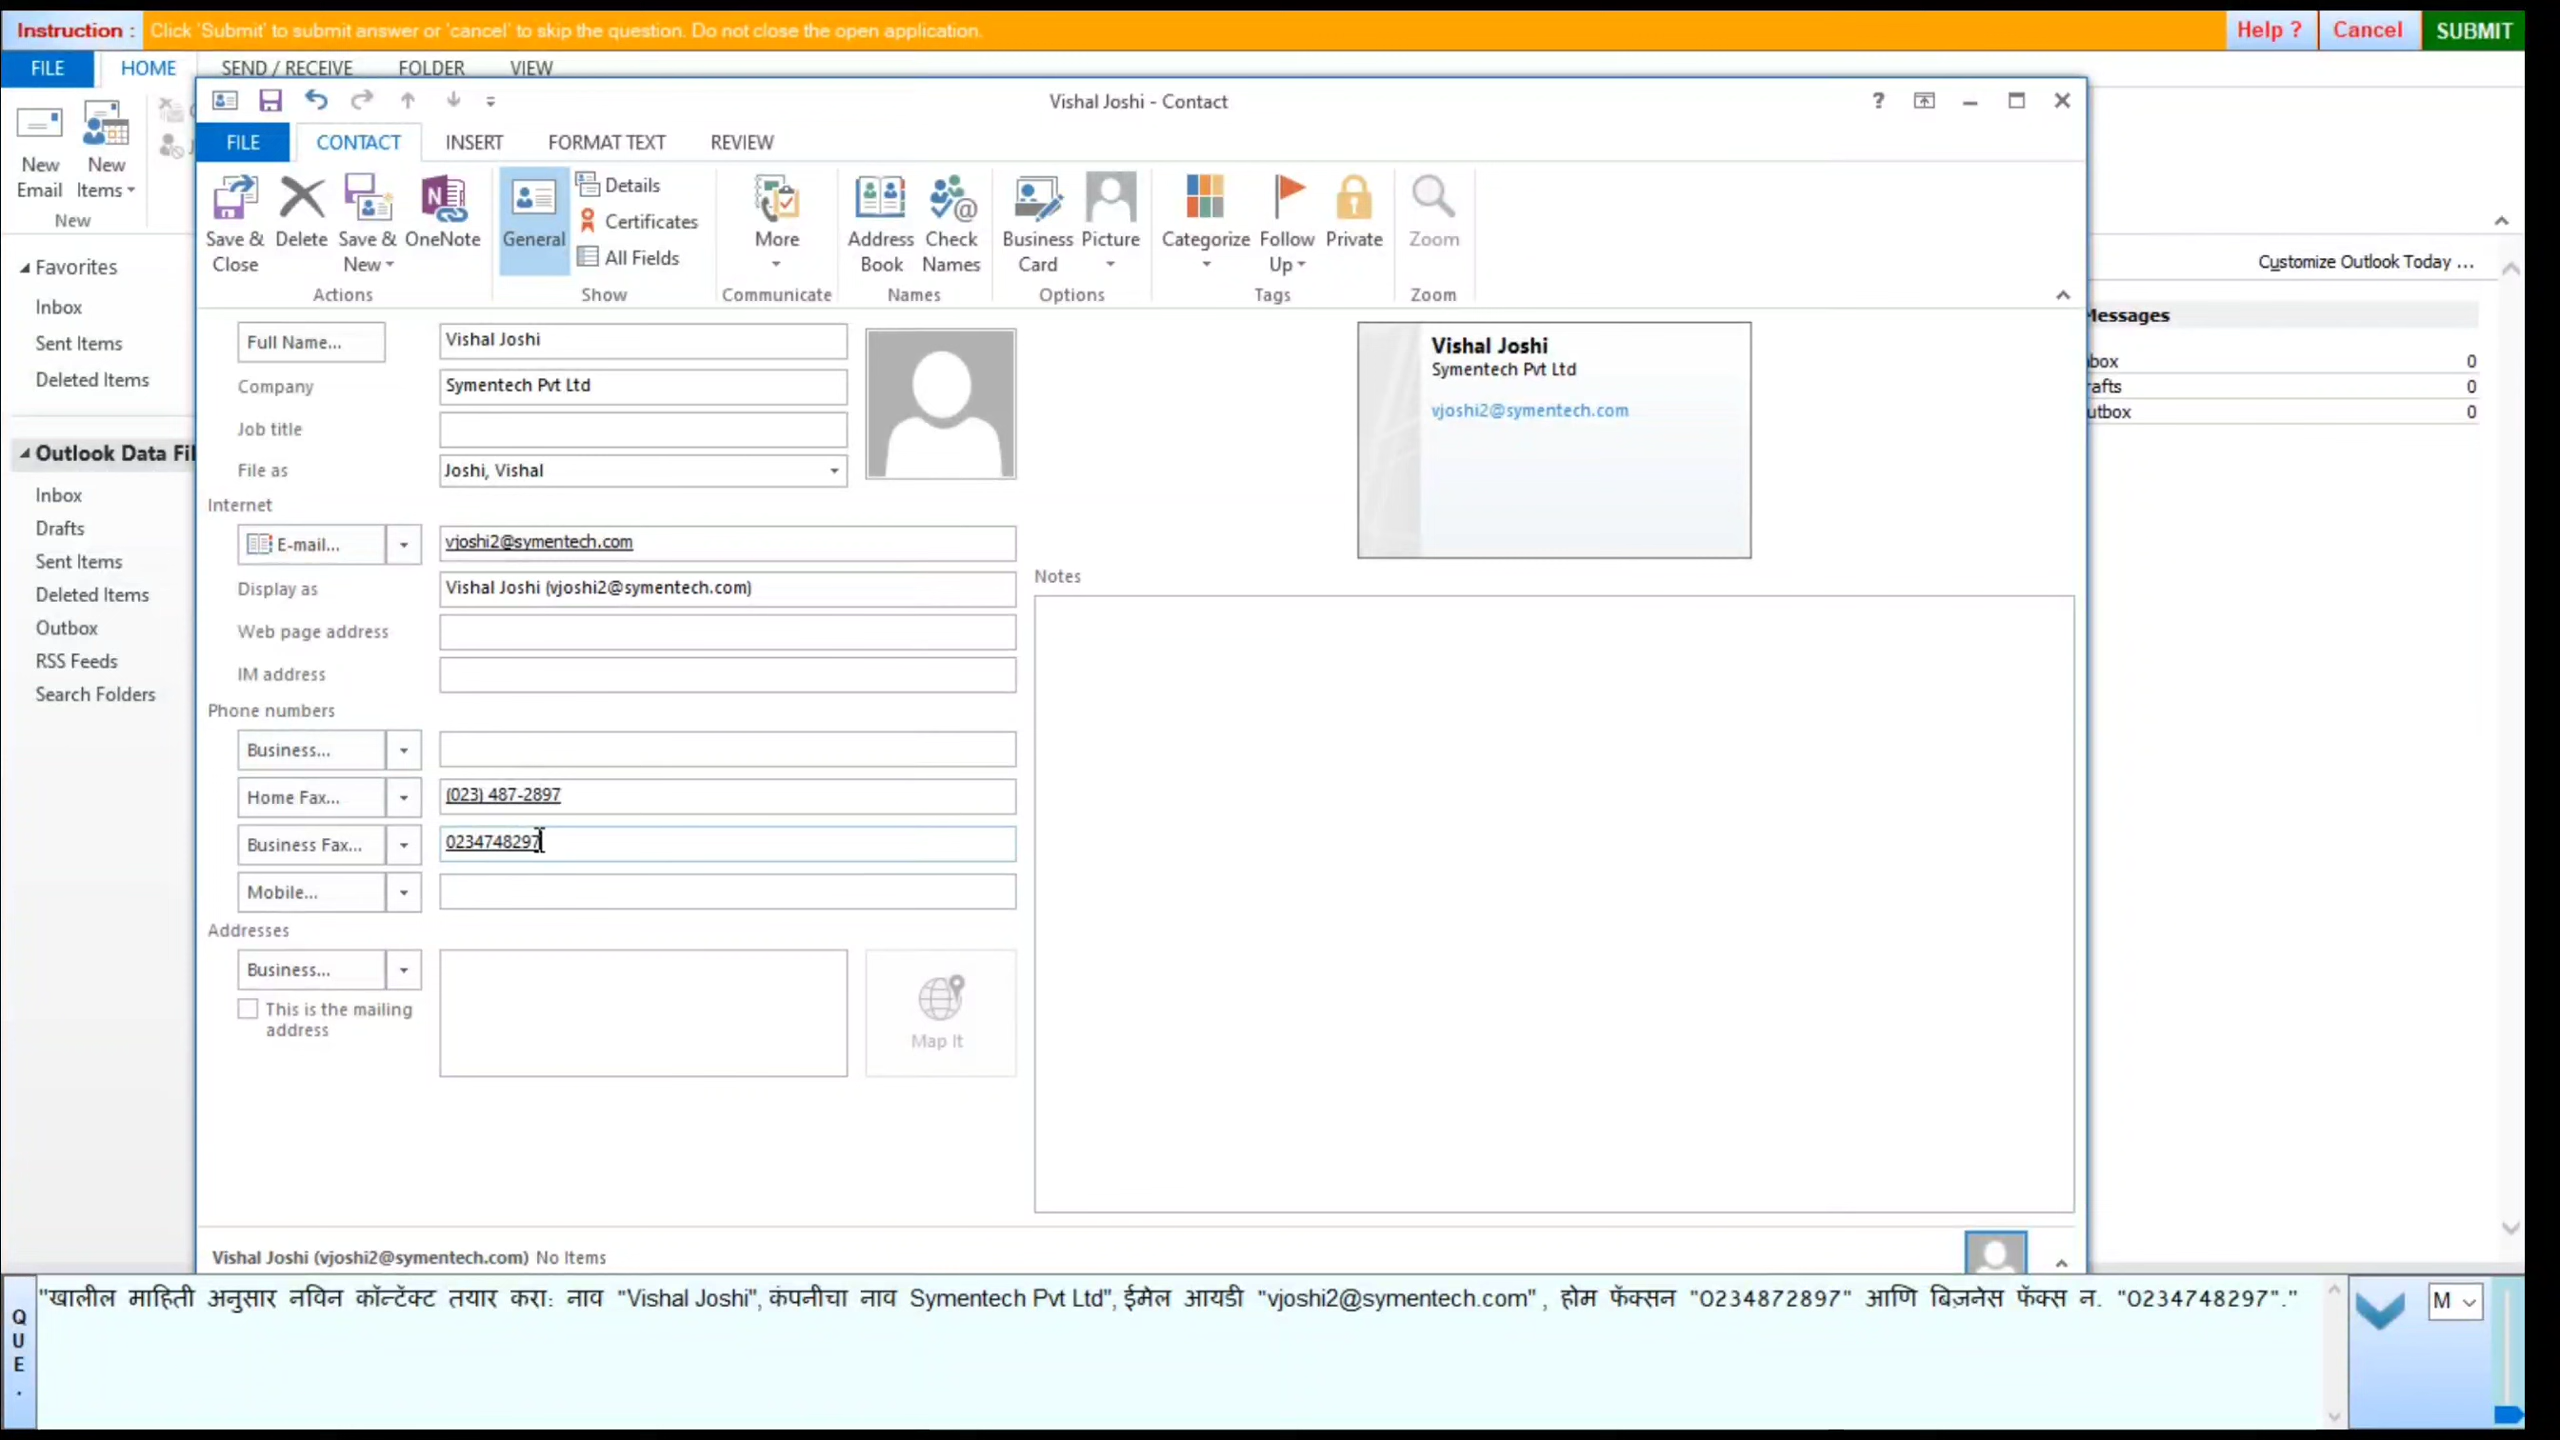 Instruction : Click 'Submit' to submit answer or 'cancel' to skip the question. Do not close the open application.
Help ? Cancel SUBMIT
FILE HOME SEND / RECEIVE FOLDER VIEW
Vishal Joshi - Contact
FILE CONTACT INSERT FORMAT TEXT REVIEW
New Email
New Items
New
Save & Close
Delete
Save & New
OneNote
Actions
General
Details
Certificates
All Fields
Show
More
Communicate
Address Book
Check Names
Names
Business Card
Picture
Options
Categorize
Follow Up
Private
Tags
Zoom
Zoom
Favorites
Inbox
Sent Items
Deleted Items
Outlook Data Fil
Inbox
Drafts
Sent Items
Deleted Items
Outbox
RSS Feeds
Search Folders
Full Name... Vishal Joshi
Company Symentech Pvt Ltd
Job title
File as Joshi, Vishal
Internet
E-mail... vjoshi2@symentech.com
Display as Vishal Joshi (vjoshi2@symentech.com)
Web page address
IM address
Phone numbers
Business...
Home Fax... (023) 487-2897
Business Fax... 0234748297
Mobile...
Addresses
Business...
This is the mailing
address
Map It
Vishal Joshi
Symentech Pvt Ltd
vjoshi2@symentech.com
Notes
Customize Outlook Today ...
Messages
box 0
rafts 0
utbox 0
Vishal Joshi (vjoshi2@symentech.com) No Items
QUE.
"खालील माहिती अनुसार नविन कॉन्टेंक्ट तयार करा: नाव "Vishal Joshi", कंपनीचा नाव Symentech Pvt Ltd", ईमेल आयडी "vjoshi2@symentech.com" , होम फॅक्सन "0234872897" आणि बिज़नेस फॅक्स न. "0234748297"."
M